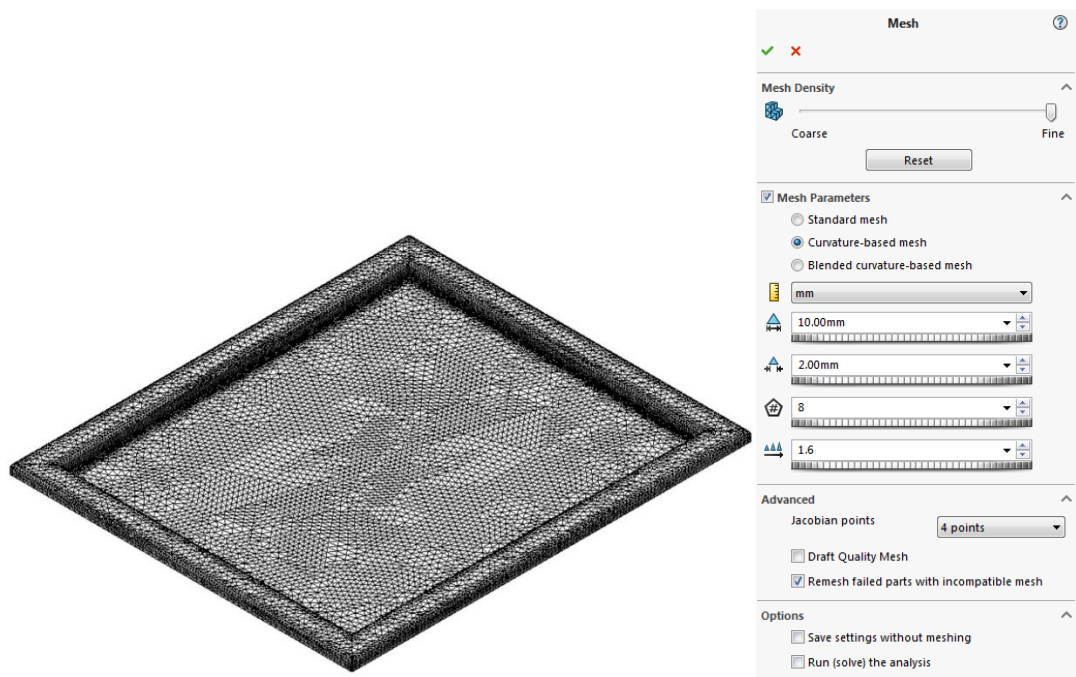 Mesh
?
Mesh Density
Coarse Fine
Reset
Mesh Parameters
Standard mesh
Curvature-based mesh
Blended curvature-based mesh
mm
10.00mm
2.00mm
# 8
1.6
Advanced
Jacobian points 4 points
Draft Quality Mesh
Remesh failed parts with incompatible mesh
Options
Save settings without meshing
Run (solve) the analysis